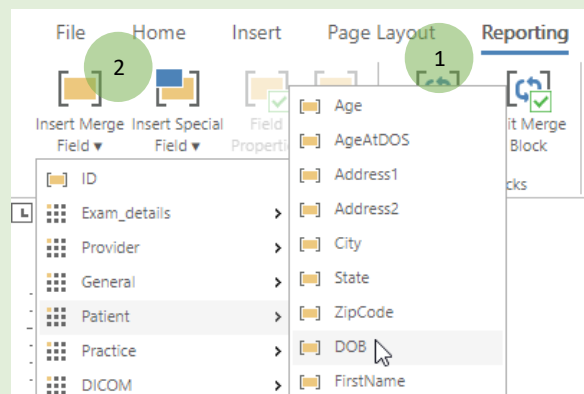 File Home Insert Page Layout Reporting
2 1
Insert Merge Insert Special Field it Merge
Field ▾ Field ▾ Properti Block
cks
ID
Exam_details
Provider
General
Patient
Practice
DICOM
Age
AgeAtDOS
Address1
Address2
City
State
ZipCode
DOB
FirstName
L